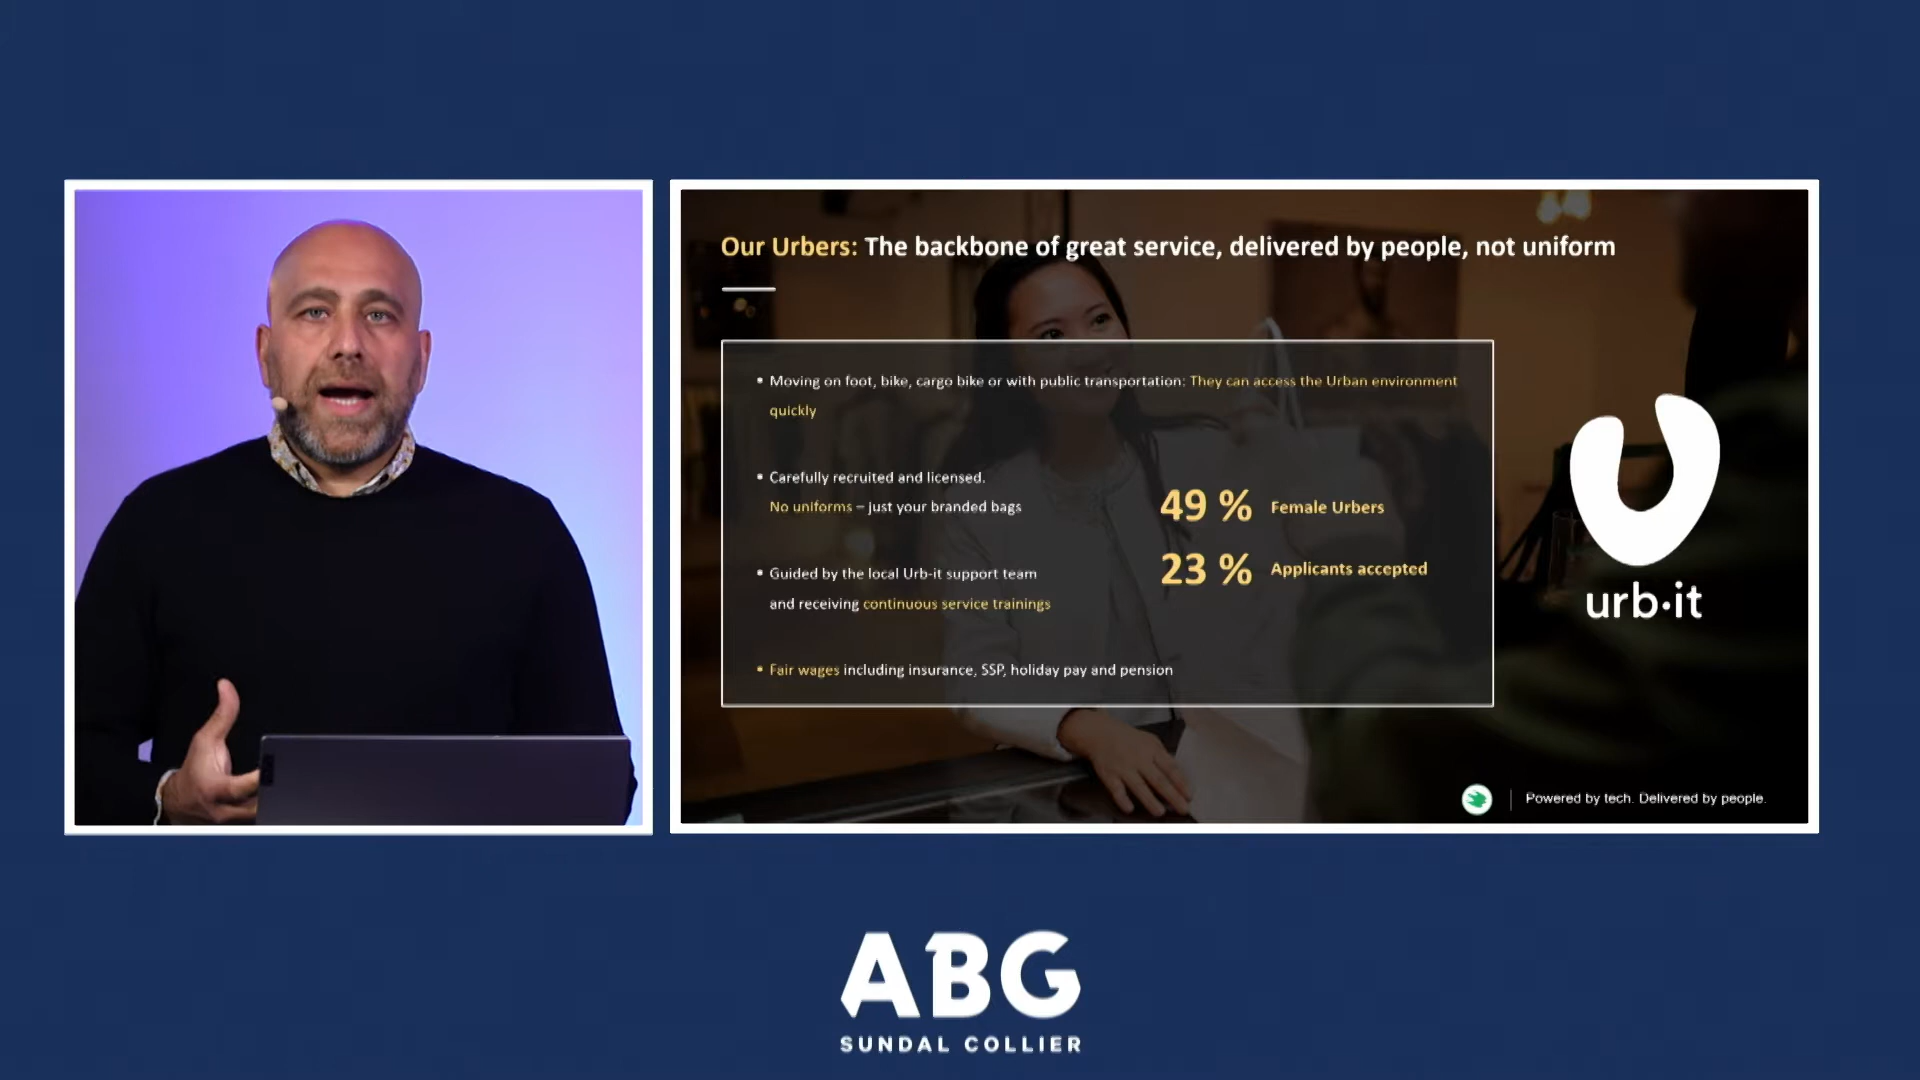 Our Urbers: The backbone of great service, delivered by people, not uniform
• Moving on foot, bike, cargo bike or with public transportation: They can access the Urban environment
quickly
• Carefully recruited and licensed.
No uniforms – just your branded bags
49 % Female Urbers
23 % Applicants accepted
• Guided by the local Urb-it support team
and receiving continuous service trainings
• Fair wages including insurance, SSP, holiday pay and pension
urb·it
Powered by tech. Delivered by people.
ABG
SUNDAL COLLIER